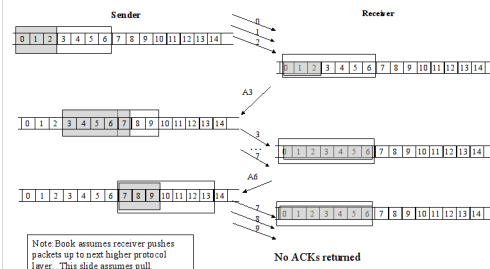 Sender Receiver
0
1
2
0 1 2 3 4 5 6 7 8 9 10 11 12 13 14
0 1 2 3 4 5 6 7 8 9 10 11 12 13 14
A3
0 1 2 3 4 5 6 7 8 9 10 11 12 13 14
3
...
7
0 1 2 3 4 5 6 7 8 9 10 11 12 13 14
A6
0 1 2 3 4 5 6 7 8 9 10 11 12 13 14
7
8
9
0 1 2 3 4 5 6 7 8 9 10 11 12 13 14
Note: Book assumes receiver pushes
packets up to next higher protocol
layer. This slide assumes pull.
No ACKs returned